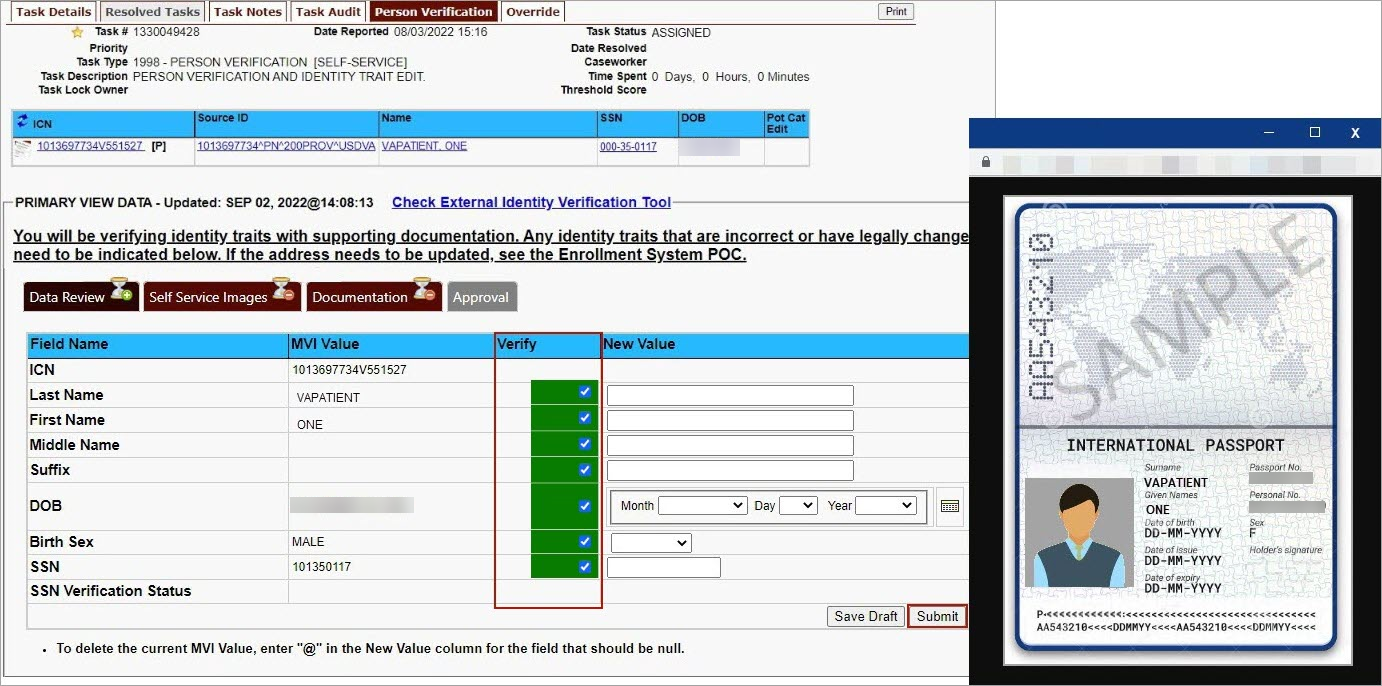 Task Details Resolved Tasks Task Notes Task Audit Person Verification Override Print
Task # 1330049428 Date Reported 08/03/2022 15:16 Task Status ASSIGNED
Priority Date Resolved
Task Type 1998 - PERSON VERIFICATION [SELF-SERVICE] Caseworker
Task Description PERSON VERIFICATION AND IDENTITY TRAIT EDIT. Time Spent 0 Days, 0 Hours, 0 Minutes
Task Lock Owner Threshold Score
ICN Source ID Name SSN DOB Pot Cat Edit
1013697734V551527 [P] 1013697734^PN^200PROV^USDVA VAPATIENT, ONE 000-35-0117
PRIMARY VIEW DATA - Updated: SEP 02, 2022@14:08:13 Check External Identity Verification Tool
You will be verifying identity traits with supporting documentation. Any identity traits that are incorrect or have legally change
need to be indicated below. If the address needs to be updated, see the Enrollment System POC.
Data Review Self Service Images Documentation Approval
Field Name MVI Value Verify New Value
ICN 1013697734V551527
Last Name VAPATIENT
First Name ONE
Middle Name
Suffix
DOB Month Day Year
Birth Sex MALE
SSN 101350117
SSN Verification Status
Save Draft Submit
• To delete the current MVI Value, enter "@" in the New Value column for the field that should be null.
X
AA543210
SAMPLE
INTERNATIONAL PASSPORT
Surname Passport No.
VAPATIENT
Given Names Personal No.
ONE
Date of birth Sex
DD-MM-YYYY F
Date of issue Holder's signature
DD-MM-YYYY
Date of expiry
DD-MM-YYYY
P<<<<<<<<<<<<<:<<<<<<<<<<<<<<<<<<<<<<<<<<<<<
AA543210<<<<DDMMYY<<<<AA543210<<<<DDMMYY<<<<